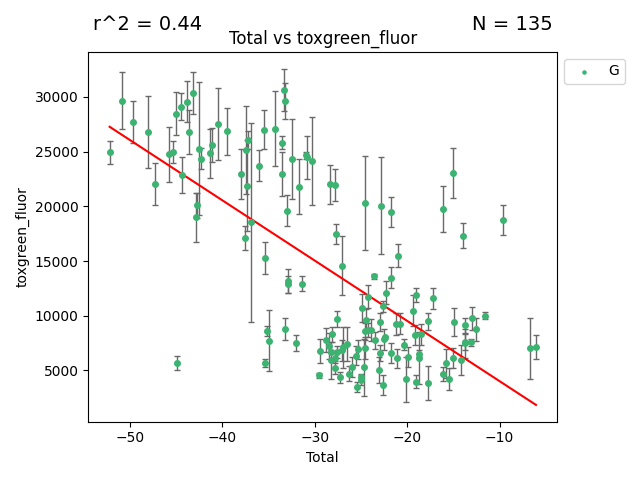 r^2 = 0.44
N = 135
Total vs toxgreen_fluor
G
30000
25000
20000
15000
10000
5000
toxgreen_fluor
−50
−40
−30
−20
−10
Total